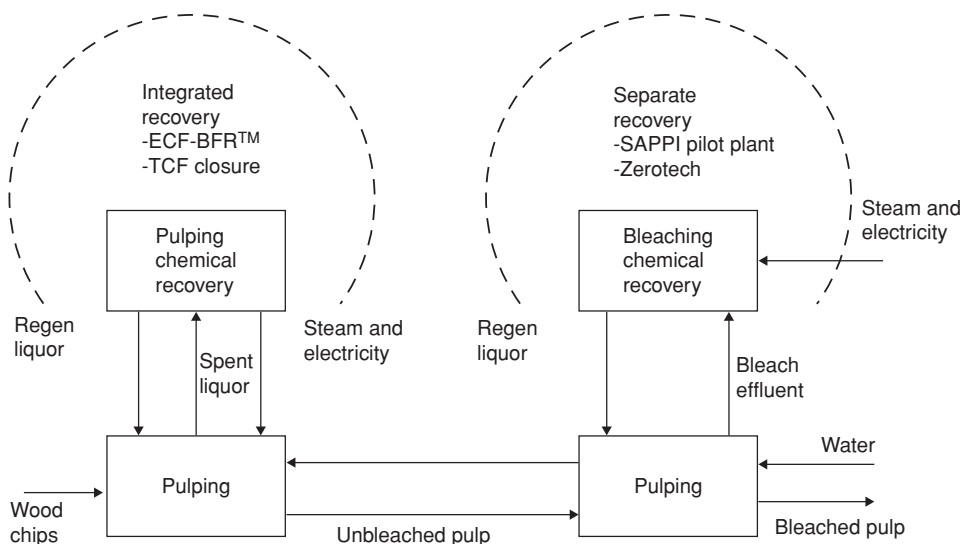 Integrated
recovery
-ECF-BFR™
-TCF closure
Separate
recovery
-SAPPI pilot plant
-Zerotech
Steam and
electricity
Pulping
chemical
recovery
Bleaching
chemical
recovery
Regen
liquor
Steam and
electricity
Regen
liquor
Spent
liquor
Bleach
effluent
Pulping
Pulping
Water
Wood
chips
Unbleached pulp
Bleached pulp